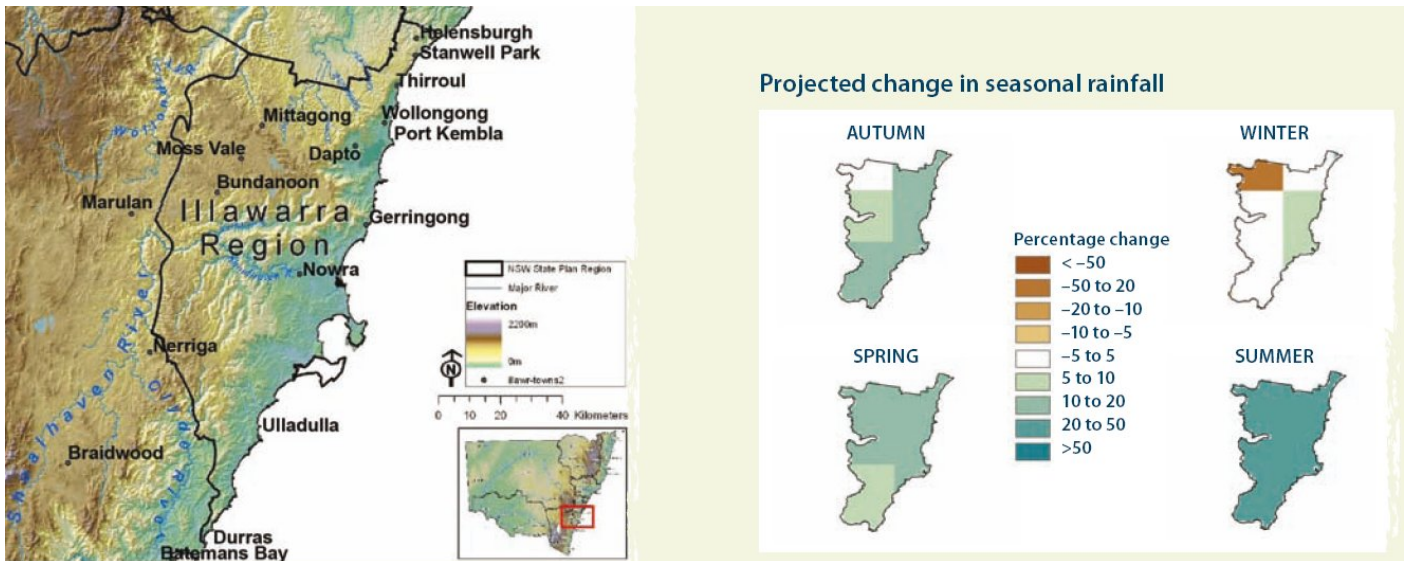 Helensburgh
Stanwell Park
Thirroul
Mittagong
Wollongong
Port Kembla
Moss Vale
Dapto
Bundanoon
Marulan
Illawarra
Region
Gerringong
Nowra
Nerriga
Shoalhaven River
Ulladulla
Braidwood
Durras
Batemans Bay
NSW State Plan Region
Major River
Elevation
2200m
0m
Bawr-towns2
N
0 10 20 40 Kilometers
Projected change in seasonal rainfall
AUTUMN
WINTER
Percentage change
< –50
–50 to 20
–20 to –10
–10 to –5
–5 to 5
5 to 10
10 to 20
20 to 50
>50
SPRING
SUMMER